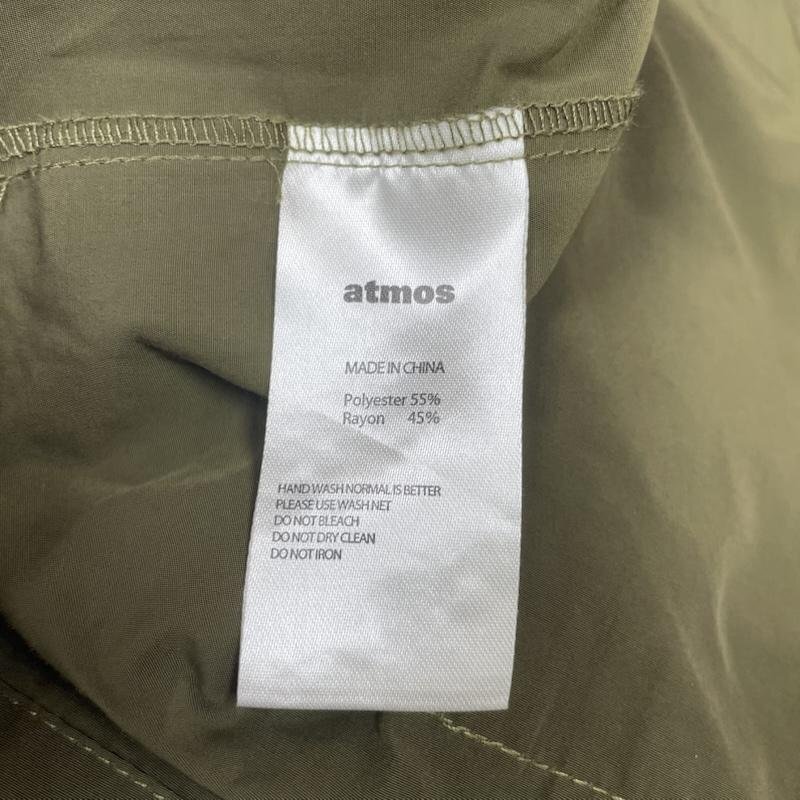 atmos
MADE IN CHINA
Polyester 55%
Rayon 45%
HAND WASH NORMAL IS BETTER
PLEASE USE WASH NET
DO NOT BLEACH
DO NOT DRY CLEAN
DO NOT IRON